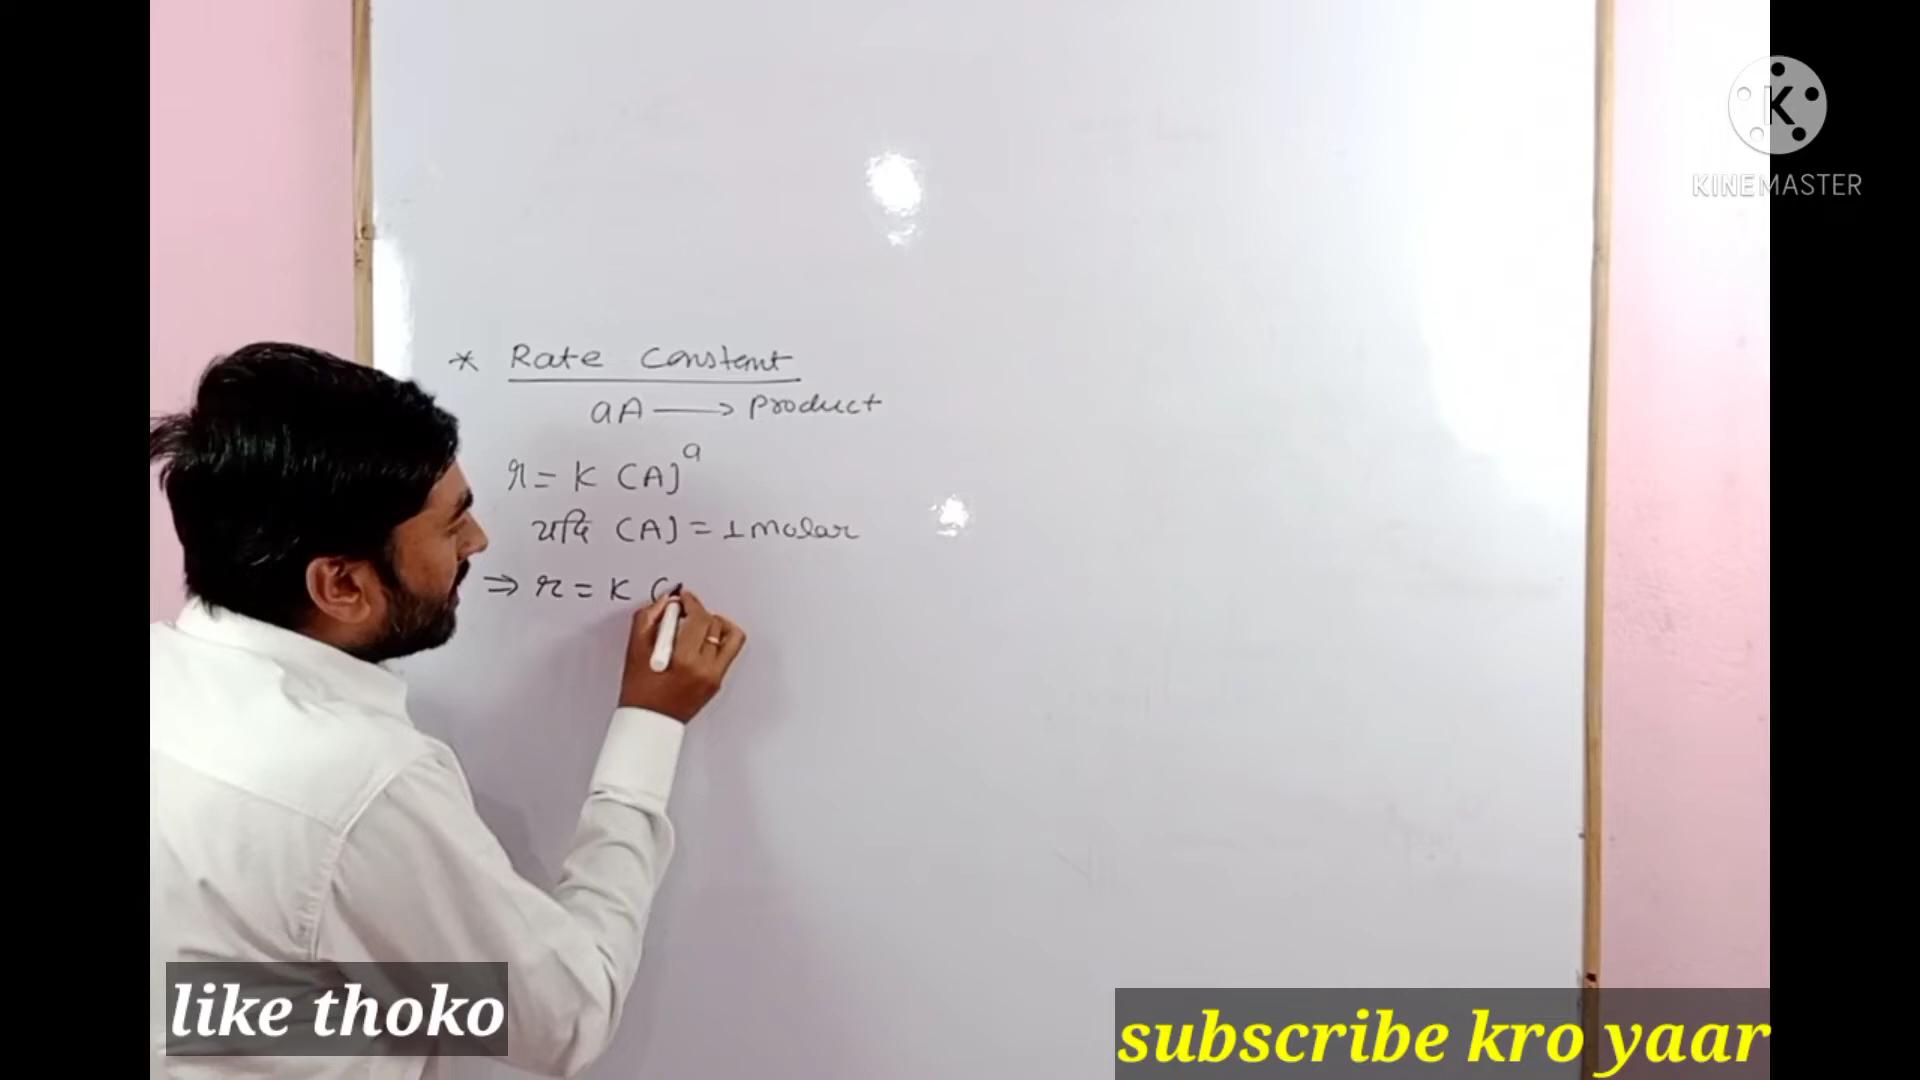 K
KINEMASTER
* Rate Constant
aA → Product
r = K (A]^a
यदि (A] = 1 Molar
⇒ r = K (
like thoko
subscribe kro yaar